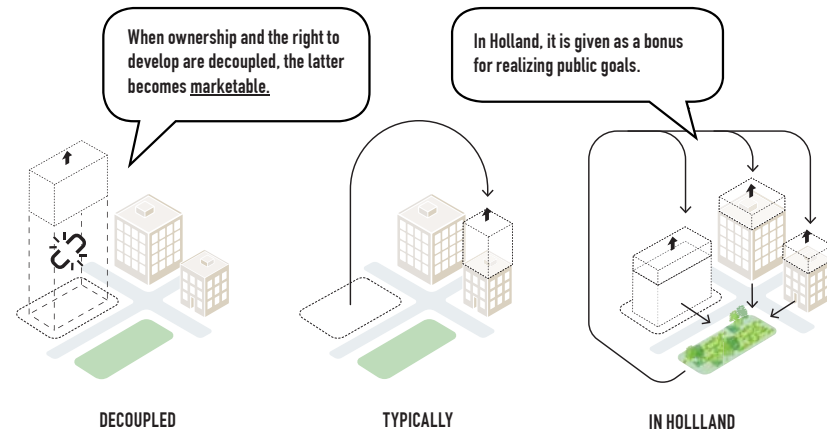 When ownership and the right to
develop are decoupled, the latter
becomes marketable.
In Holland, it is given as a bonus
for realizing public goals.
DECOUPLED
TYPICALLY
IN HOLLLAND